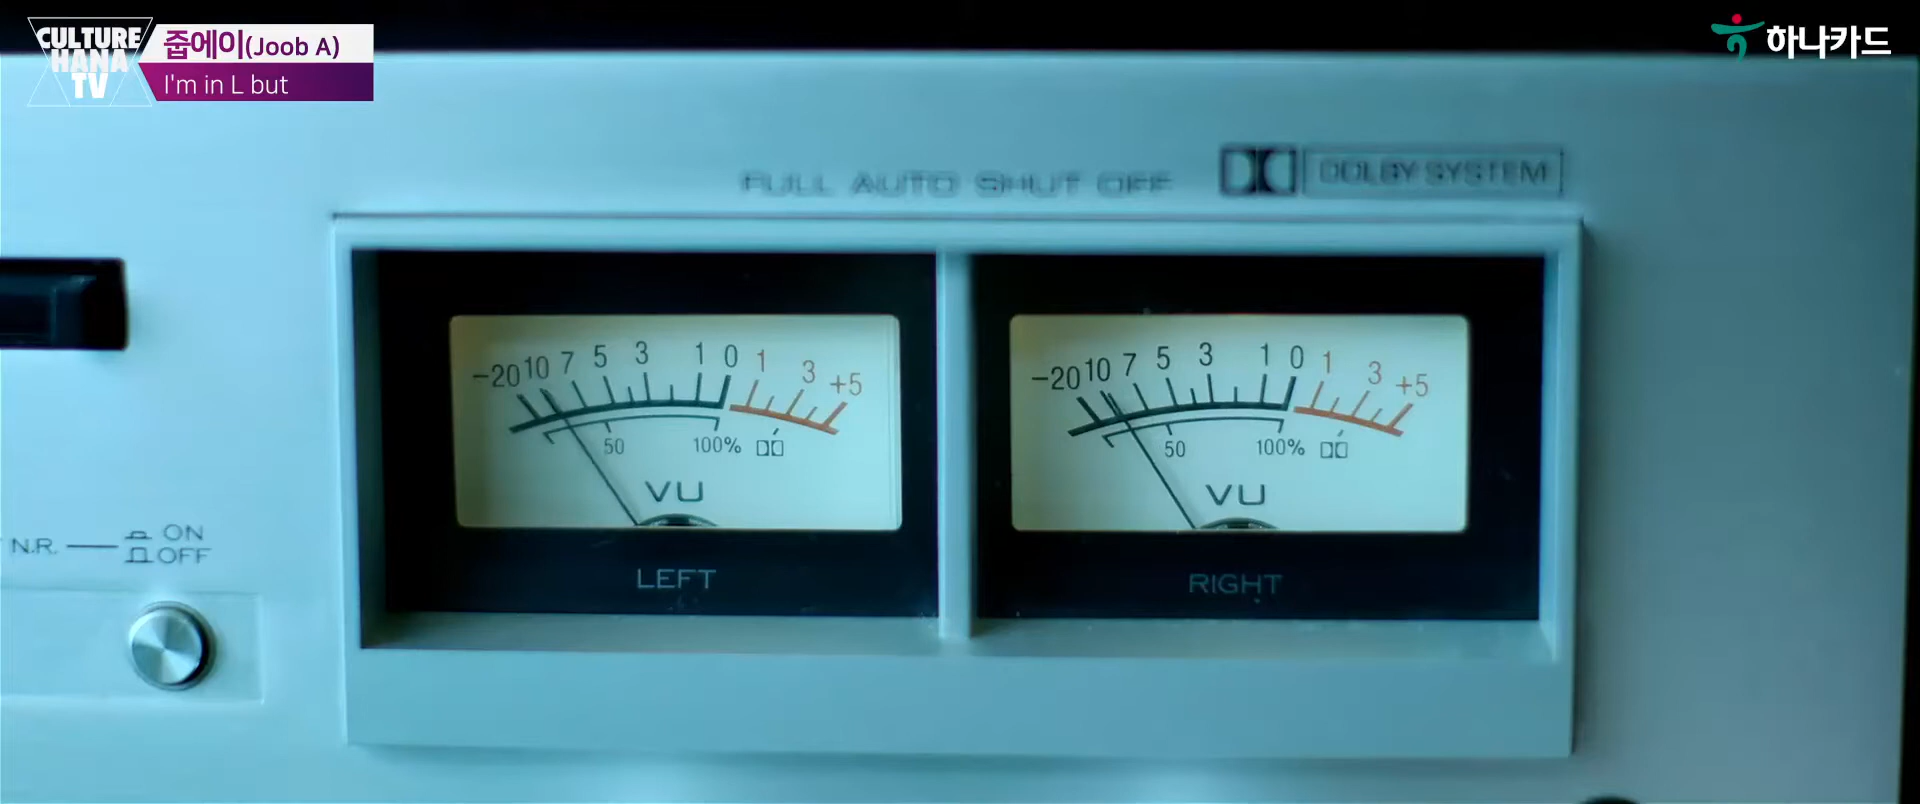 CULTURE
HANA
TV
줍에이(Joob A)
I'm in L but
하나카드
FULL AUTO SHUT OFF
DOLBY SYSTEM
-20 10 7 5 3 1 0 1 3 +5
50 100%
VU
LEFT
-20 10 7 5 3 1 0 1 3 +5
50 100%
VU
RIGHT
N.R. ON
OFF